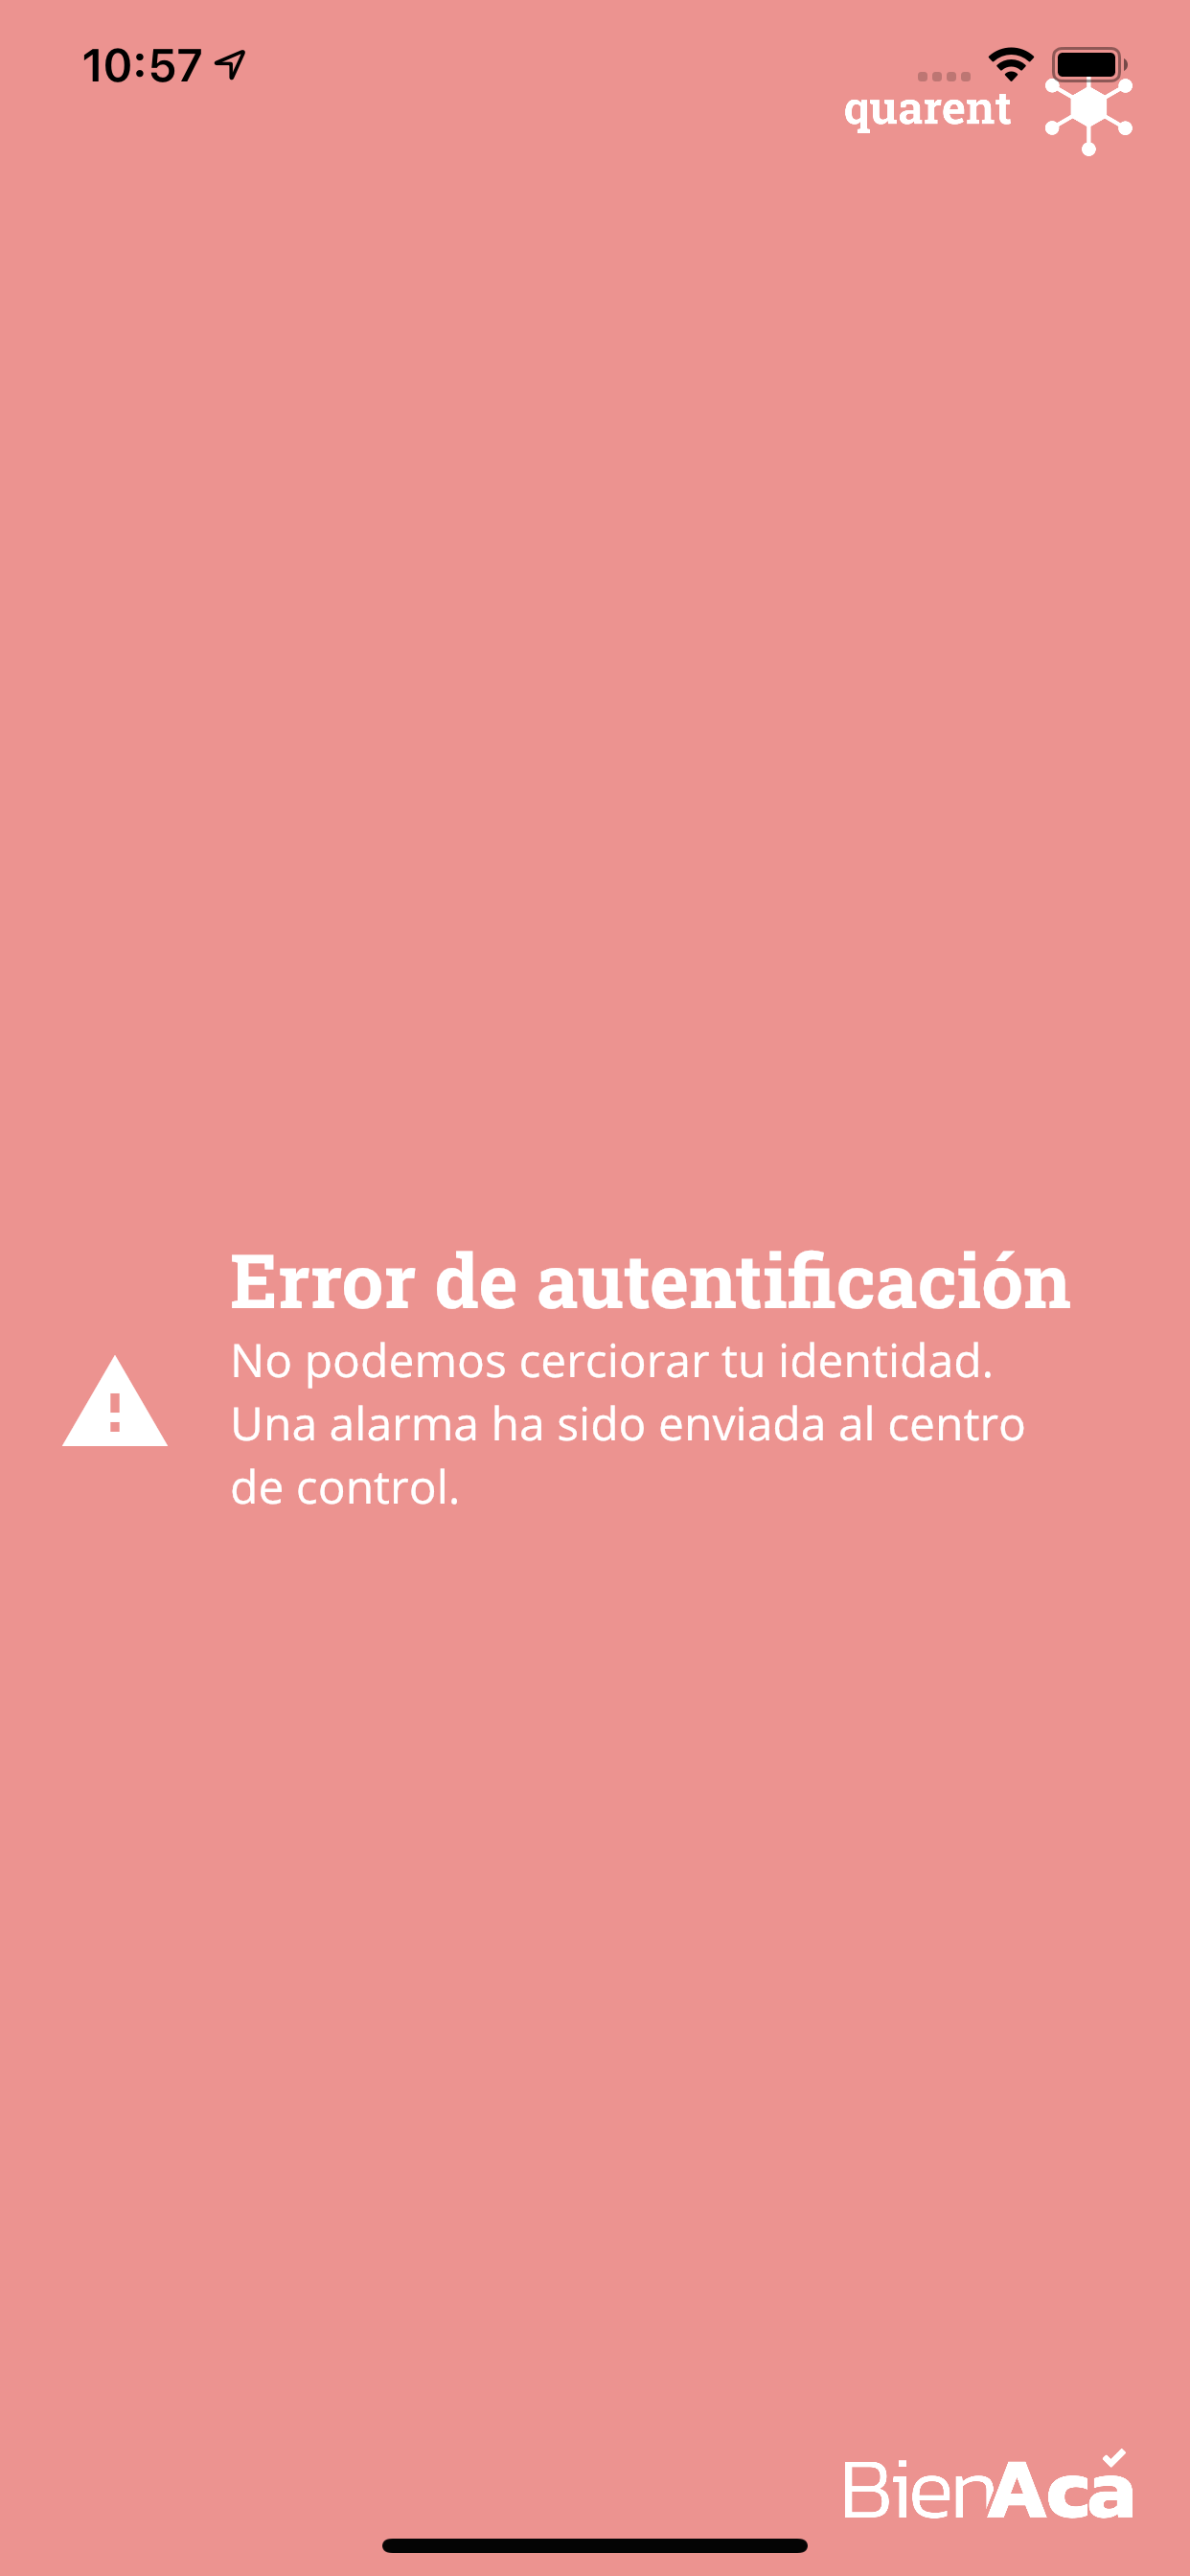 10:57
quarent
Error de autentificación
No podemos cerciorar tu identidad.
Una alarma ha sido enviada al centro
de control.
BienAcá